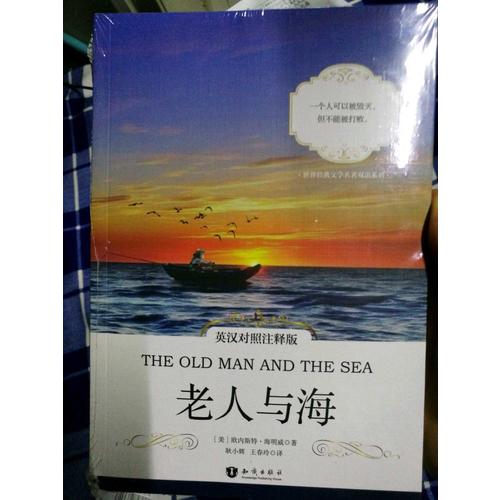 一个人可以被毁灭，
但不能被打败。
世界经典文学名著双语系列
英汉对照注释版
THE OLD MAN AND THE SEA
老人与海
［美］欧内斯特·海明威◎著
耿小辉 王春玲◎译
知识出版社
Knowledge Publishing House